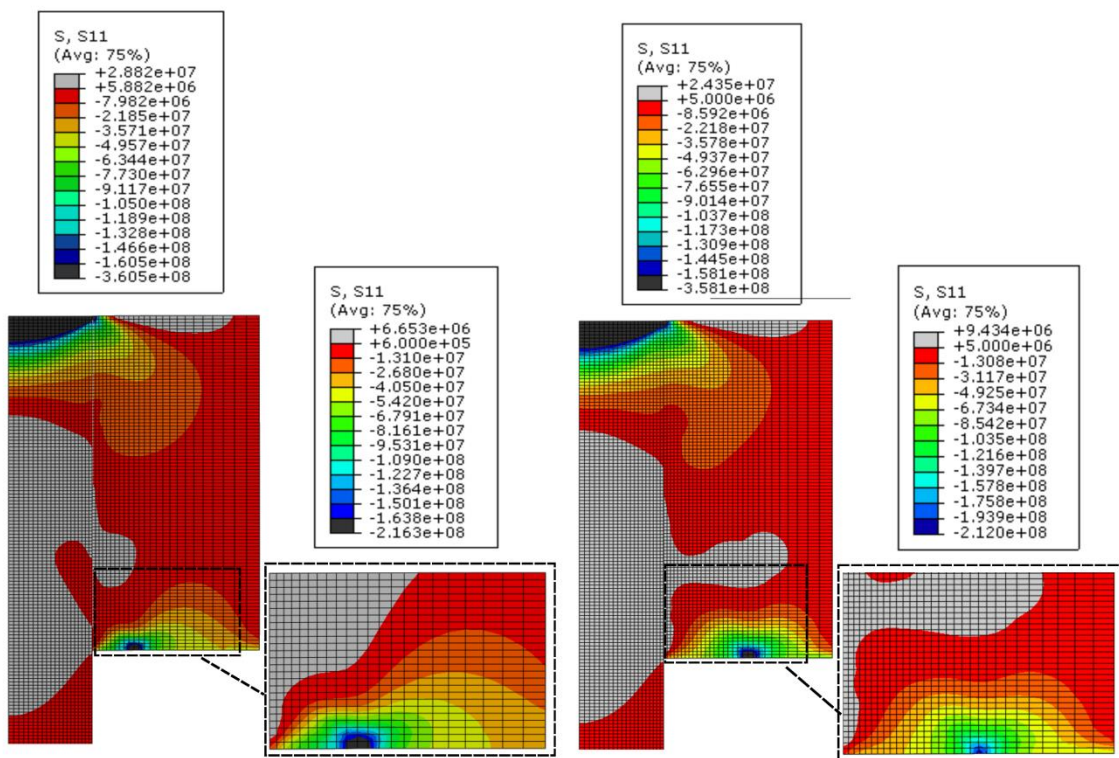 S, S11
(Avg: 75%)
+2.882e+07
+5.882e+06
-7.982e+06
-2.185e+07
-3.571e+07
-4.957e+07
-6.344e+07
-7.730e+07
-9.117e+07
-1.050e+08
-1.189e+08
-1.328e+08
-1.466e+08
-1.605e+08
-3.605e+08
S, S11
(Avg: 75%)
+6.653e+06
+6.000e+05
-1.310e+07
-2.680e+07
-4.050e+07
-5.420e+07
-6.791e+07
-8.161e+07
-9.531e+07
-1.090e+08
-1.227e+08
-1.364e+08
-1.501e+08
-1.638e+08
-2.163e+08
S, S11
(Avg: 75%)
+2.435e+07
+5.000e+06
-8.592e+06
-2.218e+07
-3.578e+07
-4.937e+07
-6.296e+07
-7.655e+07
-9.014e+07
-1.037e+08
-1.173e+08
-1.309e+08
-1.445e+08
-1.581e+08
-3.581e+08
S, S11
(Avg: 75%)
+9.434e+06
+5.000e+06
-1.308e+07
-3.117e+07
-4.925e+07
-6.734e+07
-8.542e+07
-1.035e+08
-1.216e+08
-1.397e+08
-1.578e+08
-1.758e+08
-1.939e+08
-2.120e+08